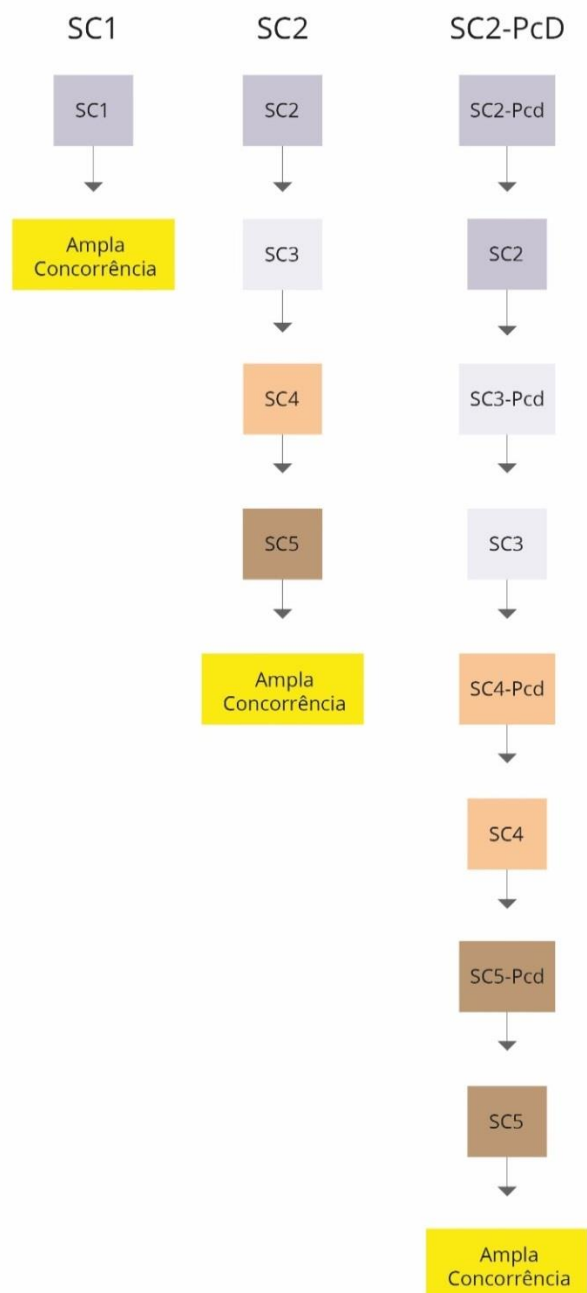 SC1
SC1
Ampla
Concorrência
SC2
SC2
SC3
SC4
SC5
Ampla
Concorrência
SC2-PcD
SC2-Pcd
SC2
SC3-Pcd
SC3
SC4-Pcd
SC4
SC5-Pcd
SC5
Ampla
Concorrência